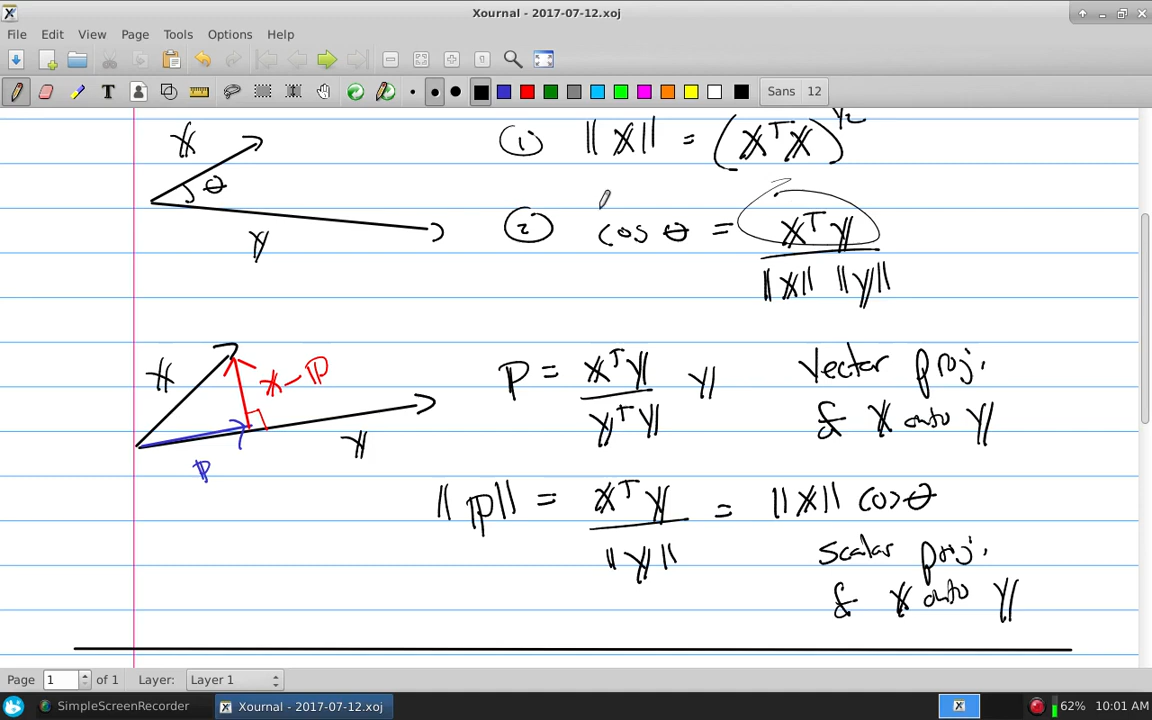 Xournal - 2017-07-12.xoj
File Edit View Page Tools Options Help
Sans 12
x
θ
y
① ||x|| = (xᵀx)^1/2
② cos θ = xᵀy / ||x|| ||y||
x
x-p
p
y
p = xᵀy / yᵀy y
vector proj.
of x onto y
||p|| = xᵀy / ||y|| = ||x|| cos θ
scalar proj.
of x onto y
Page 1 of 1 Layer: Layer 1
SimpleScreenRecorder Xournal - 2017-07-12.xoj 62% 10:01 AM